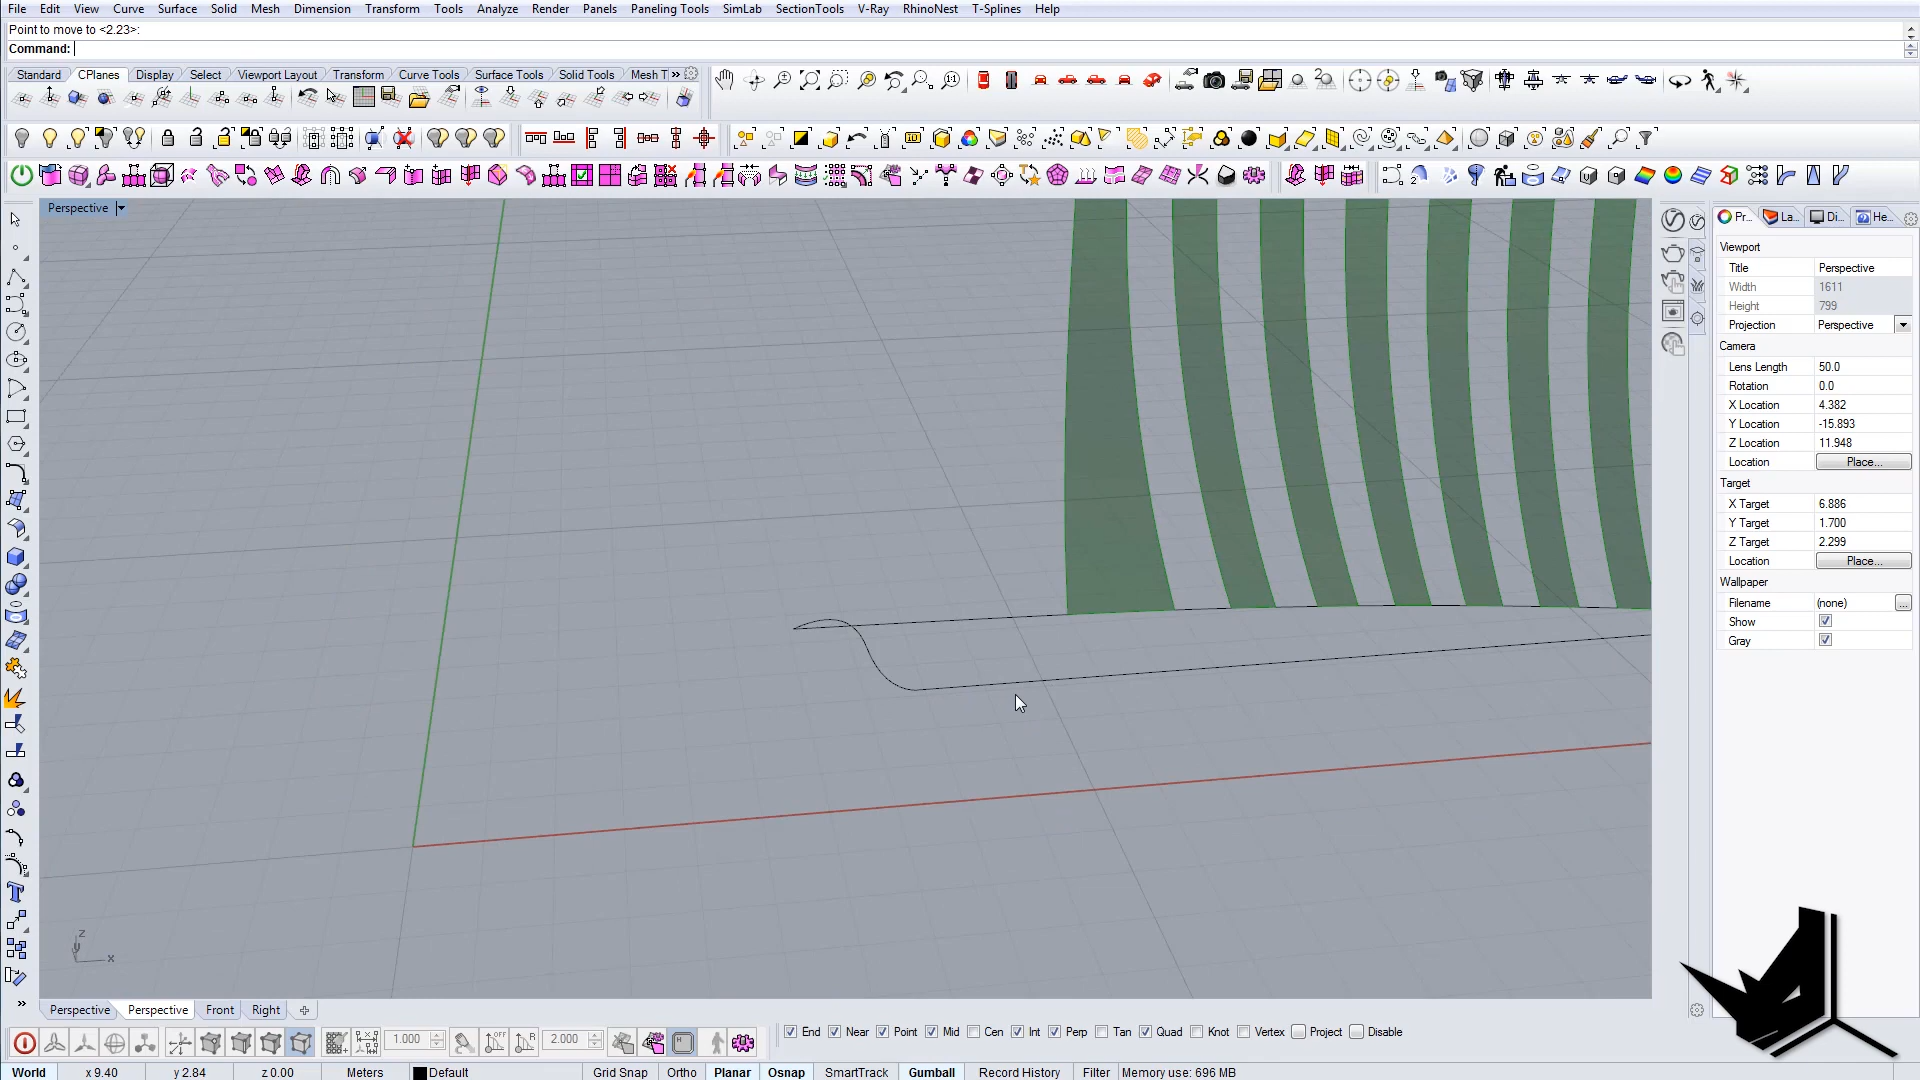 File Edit View Curve Surface Solid Mesh Dimension Transform Tools Analyze Render Panels Paneling Tools SimLab SectionTools V-Ray RhinoNest T-Splines Help
Point to move to <2.23>:
Command:
Standard CPlanes Display Select Viewport Layout Transform Curve Tools Surface Tools Solid Tools Mesh T »
Perspective
Pr... La... Di... He...
Viewport
Title Perspective
Width 1611
Height 799
Projection Perspective
Camera
Lens Length 50.0
Rotation 0.0
X Location 4.382
Y Location -15.893
Z Location 11.948
Location Place...
Target
X Target 6.886
Y Target 1.700
Z Target 2.299
Location Place...
Wallpaper
Filename (none) ...
Show
Gray
z
y
x
Perspective Perspective Front Right
1.000 2.000 End Near Point Mid Cen Int Perp Tan Quad Knot Vertex Project Disable
World x 9.40 y 2.84 z 0.00 Meters Default Grid Snap Ortho Planar Osnap SmartTrack Gumball Record History Filter Memory use: 696 MB